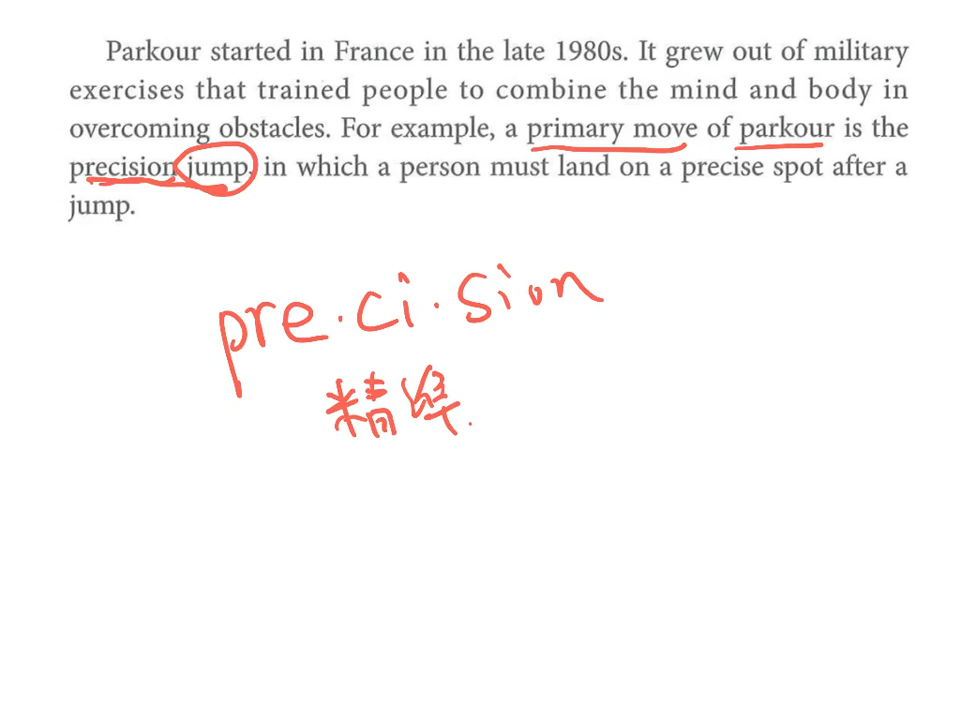 Parkour started in France in the late 1980s. It grew out of military
exercises that trained people to combine the mind and body in
overcoming obstacles. For example, a primary move of parkour is the
precision jump, in which a person must land on a precise spot after a
jump.
pre·ci·sion
精準.